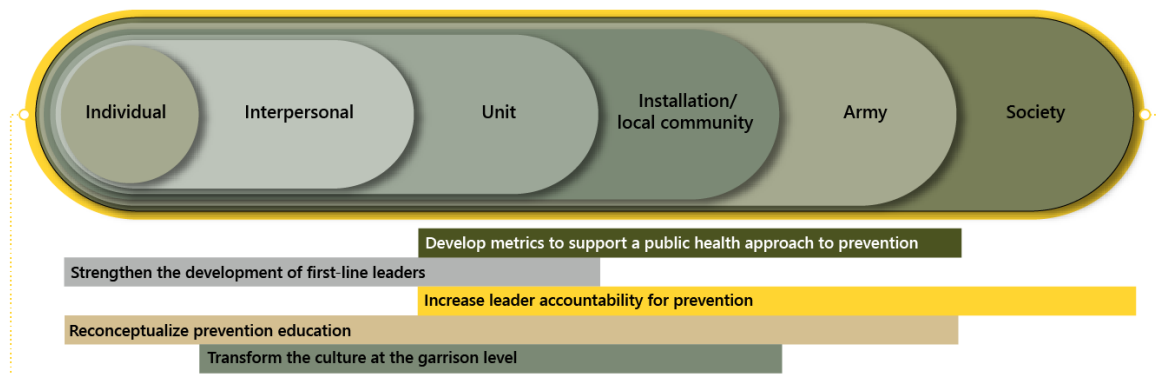 Individual
Interpersonal
Unit
Installation/
local community
Army
Society
Develop metrics to support a public health approach to prevention
Strengthen the development of first-line leaders
Increase leader accountability for prevention
Reconceptualize prevention education
Transform the culture at the garrison level